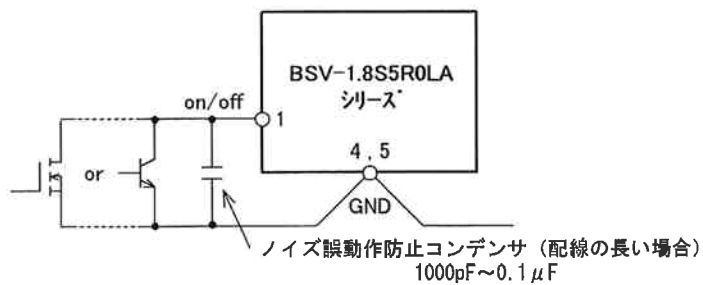 BSV-1.8S5R0LA
シリーズ
on/off
1
4 , 5
or
GND
ノイズ誤動作防止コンデンサ（配線の長い場合）
1000pF～0.1μF